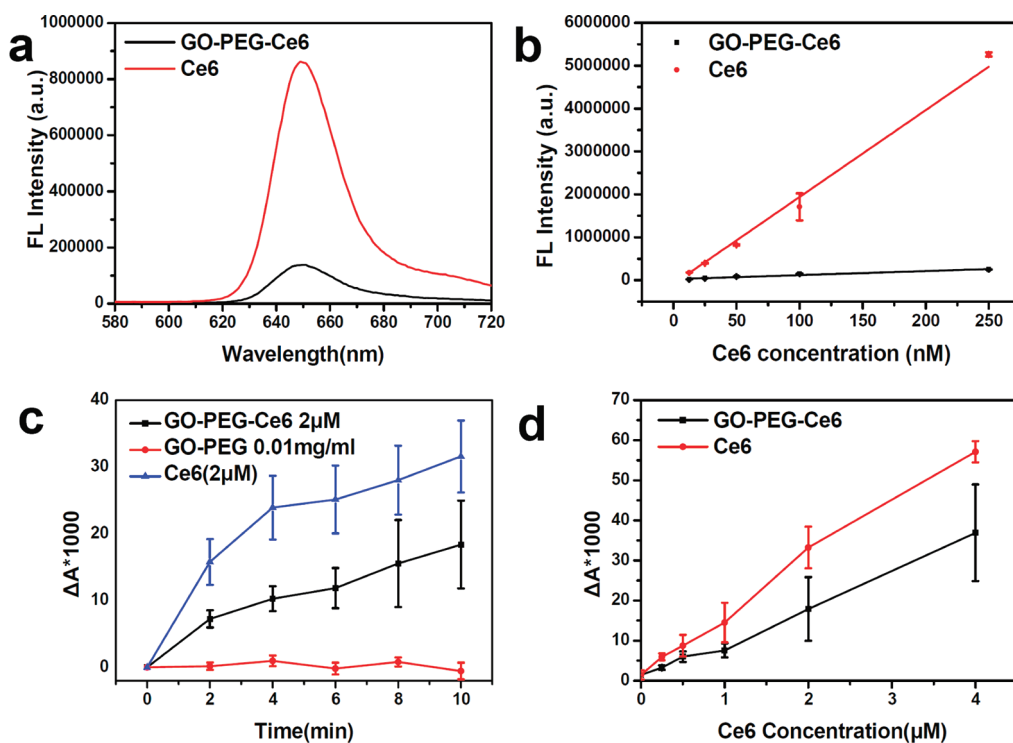 a
GO-PEG-Ce6
Ce6
1000000
800000
600000
400000
200000
0
FL Intensity (a.u.)
580 600 620 640 660 680 700 720
Wavelength(nm)
b
GO-PEG-Ce6
Ce6
6000000
5000000
4000000
3000000
2000000
1000000
0
FL Intensity (a.u.)
0 50 100 150 200 250
Ce6 concentration (nM)
c
GO-PEG-Ce6 2μM
GO-PEG 0.01mg/ml
Ce6(2μM)
40
30
20
10
0
ΔA*1000
0 2 4 6 8 10
Time(min)
d
GO-PEG-Ce6
Ce6
70
60
50
40
30
20
10
0
ΔA*1000
0 1 2 3 4
Ce6 Concentration(μM)